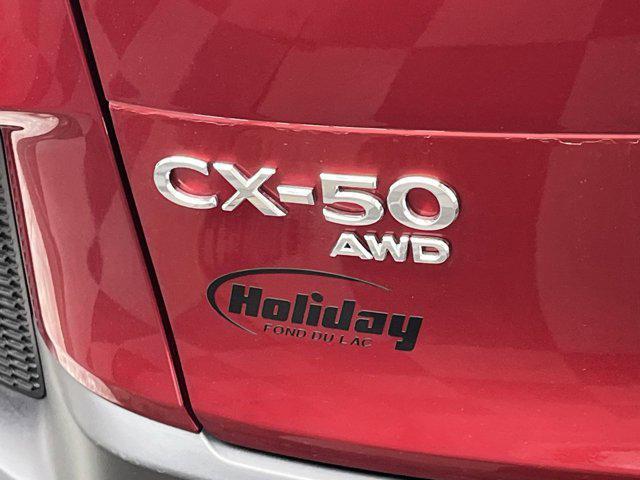 CX-50
AWD
Holiday
FOND DU LAC